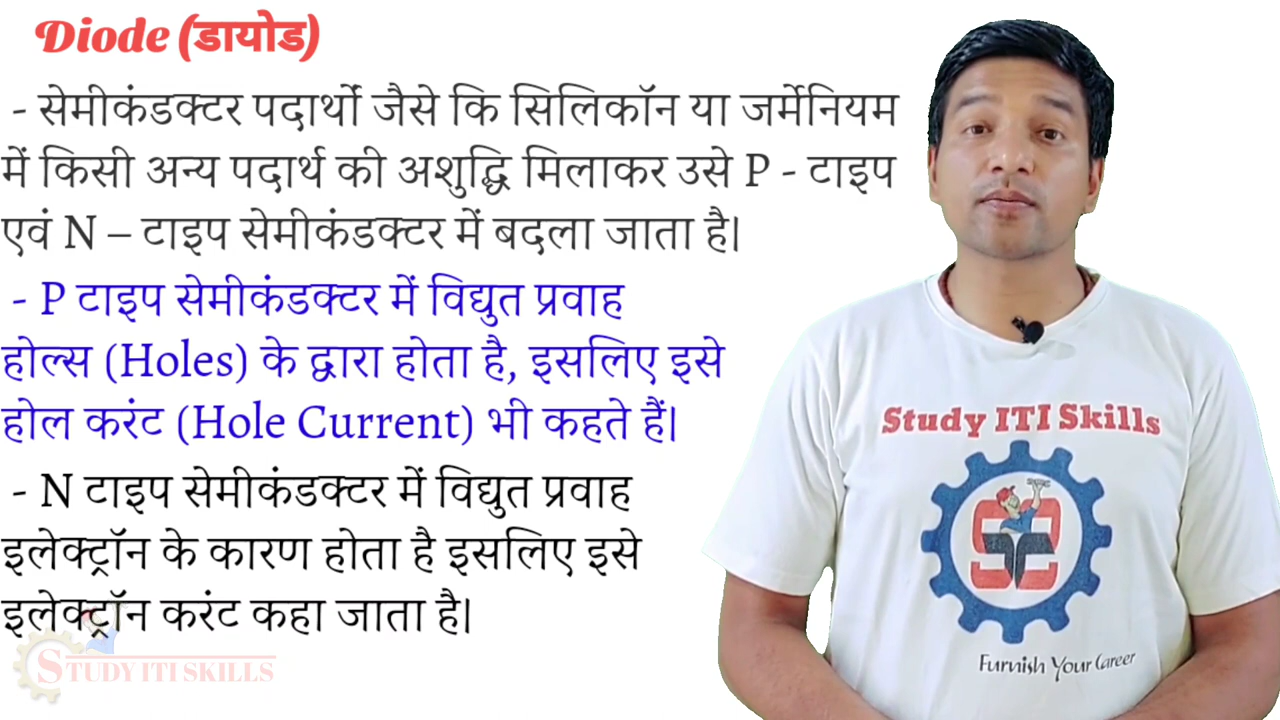 Diode (डायोड)
- सेमीकंडक्टर पदार्थों जैसे कि सिलिकॉन या जर्मेनियम
में किसी अन्य पदार्थ की अशुद्धि मिलाकर उसे P - टाइप
एवं N – टाइप सेमीकंडक्टर में बदला जाता है।
- P टाइप सेमीकंडक्टर में विद्युत प्रवाह
होल्स (Holes) के द्वारा होता है, इसलिए इसे
होल करंट (Hole Current) भी कहते हैं।
- N टाइप सेमीकंडक्टर में विद्युत प्रवाह
इलेक्ट्रॉन के कारण होता है इसलिए इसे
इलेक्ट्रॉन करंट कहा जाता है।
STUDY ITI SKILLS
Study ITI Skills
Furnish Your Career